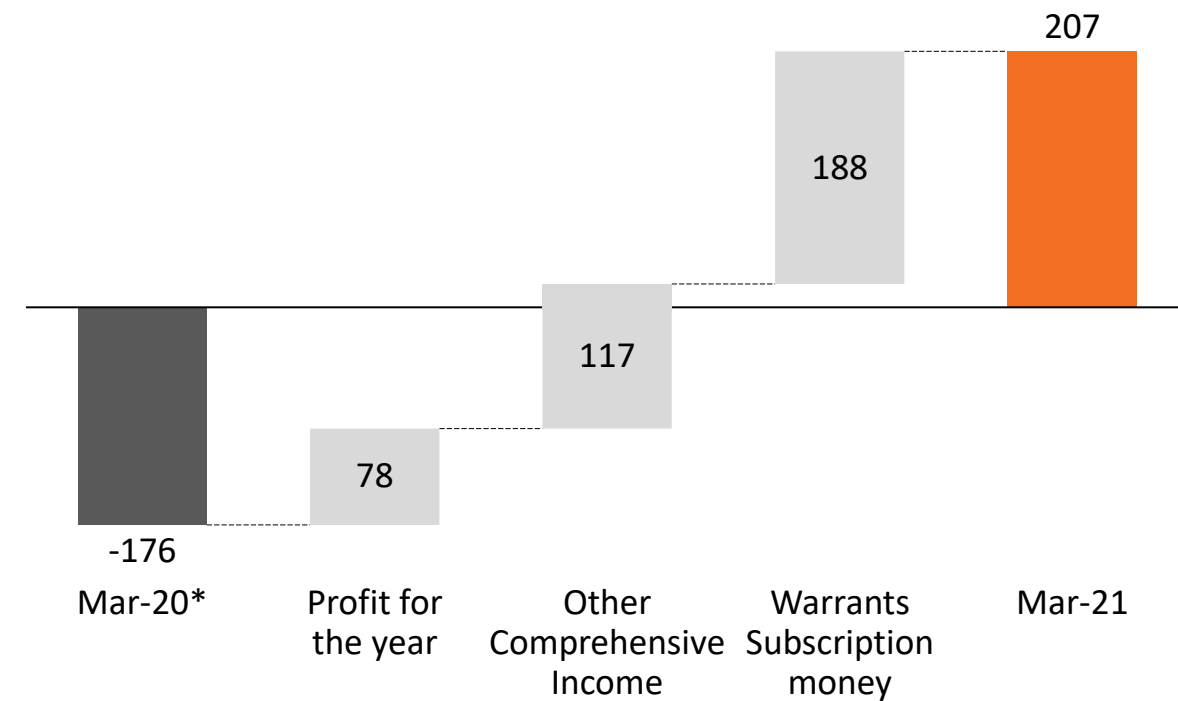 207
188
117
78
-176
Mar-20*
Profit for
the year
Other
Comprehensive
Income
Warrants
Subscription
money
Mar-21